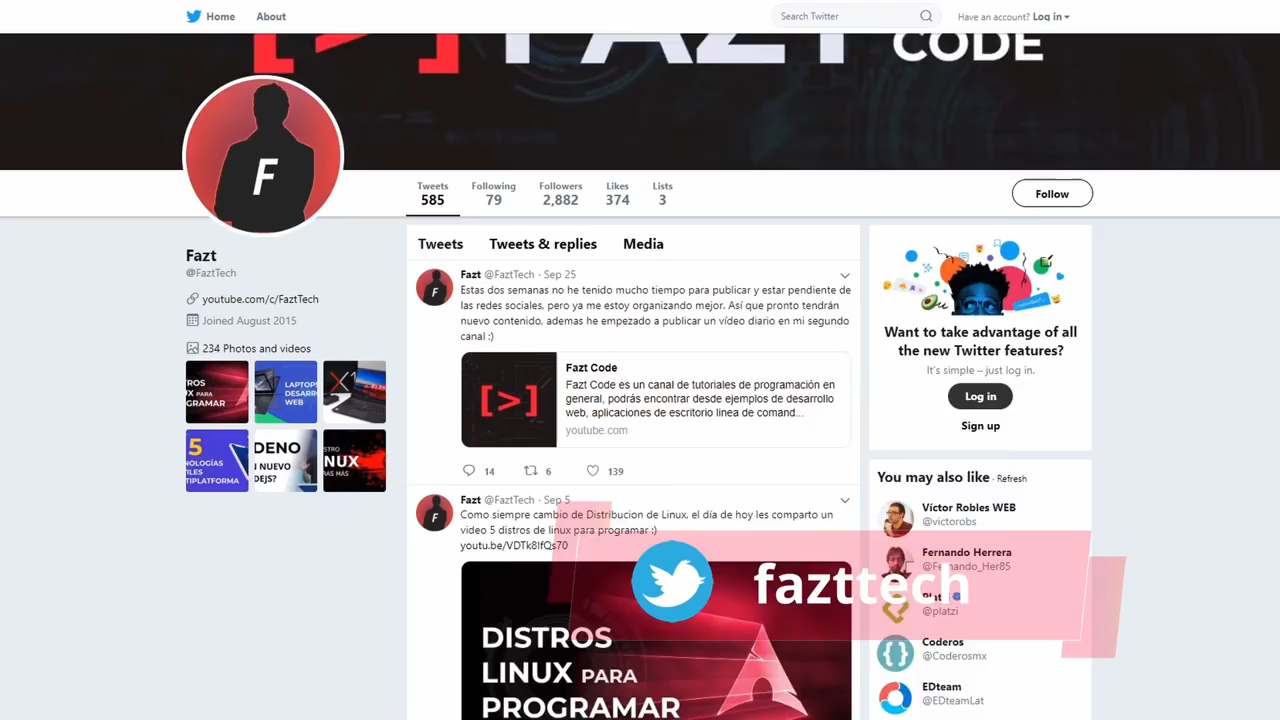 Home
About
Search Twitter
Have an account? Log in
FAZT
CODE
F
Tweets
585
Following
79
Followers
2,882
Likes
374
Lists
3
Follow
Fazt
@FaztTech
youtube.com/c/FaztTech
Joined August 2015
234 Photos and videos
LAPTOPS
WEB
X1
5
DENO
NUEVO
Tweets
Tweets & replies
Media
Fazt @FaztTech · Sep 25
Estas dos semanas no he tenido mucho tiempo para publicar y estar pendiente de
las redes sociales, pero ya me estoy organizando mejor. Así que pronto tendrán
nuevo contenido, ademas he empezado a publicar un vídeo diario en mi segundo
canal :)
[>]
Fazt Code
Fazt Code es un canal de tutoriales de programación en
general, podrás encontrar desde ejemplos de desarrollo
web, aplicaciones de escritorio linea de comand...
youtube.com
14
6
139
Fazt @FaztTech · Sep 5
Como siempre cambio de Distribucion de Linux, el día de hoy les comparto un
video 5 distros de linux para programar :)
youtu.be/VDTk8IfQs70
DISTROS
LINUX PARA
PROGRAMAR
fazttech
Want to take advantage of all
the new Twitter features?
It's simple – just log in.
Log in
Sign up
You may also like · Refresh
Víctor Robles WEB
@victorobs
Fernando Herrera
@Fernando_Her85
Platzi
@platzi
Coderos
@Coderosmx
EDteam
@EDteamLat